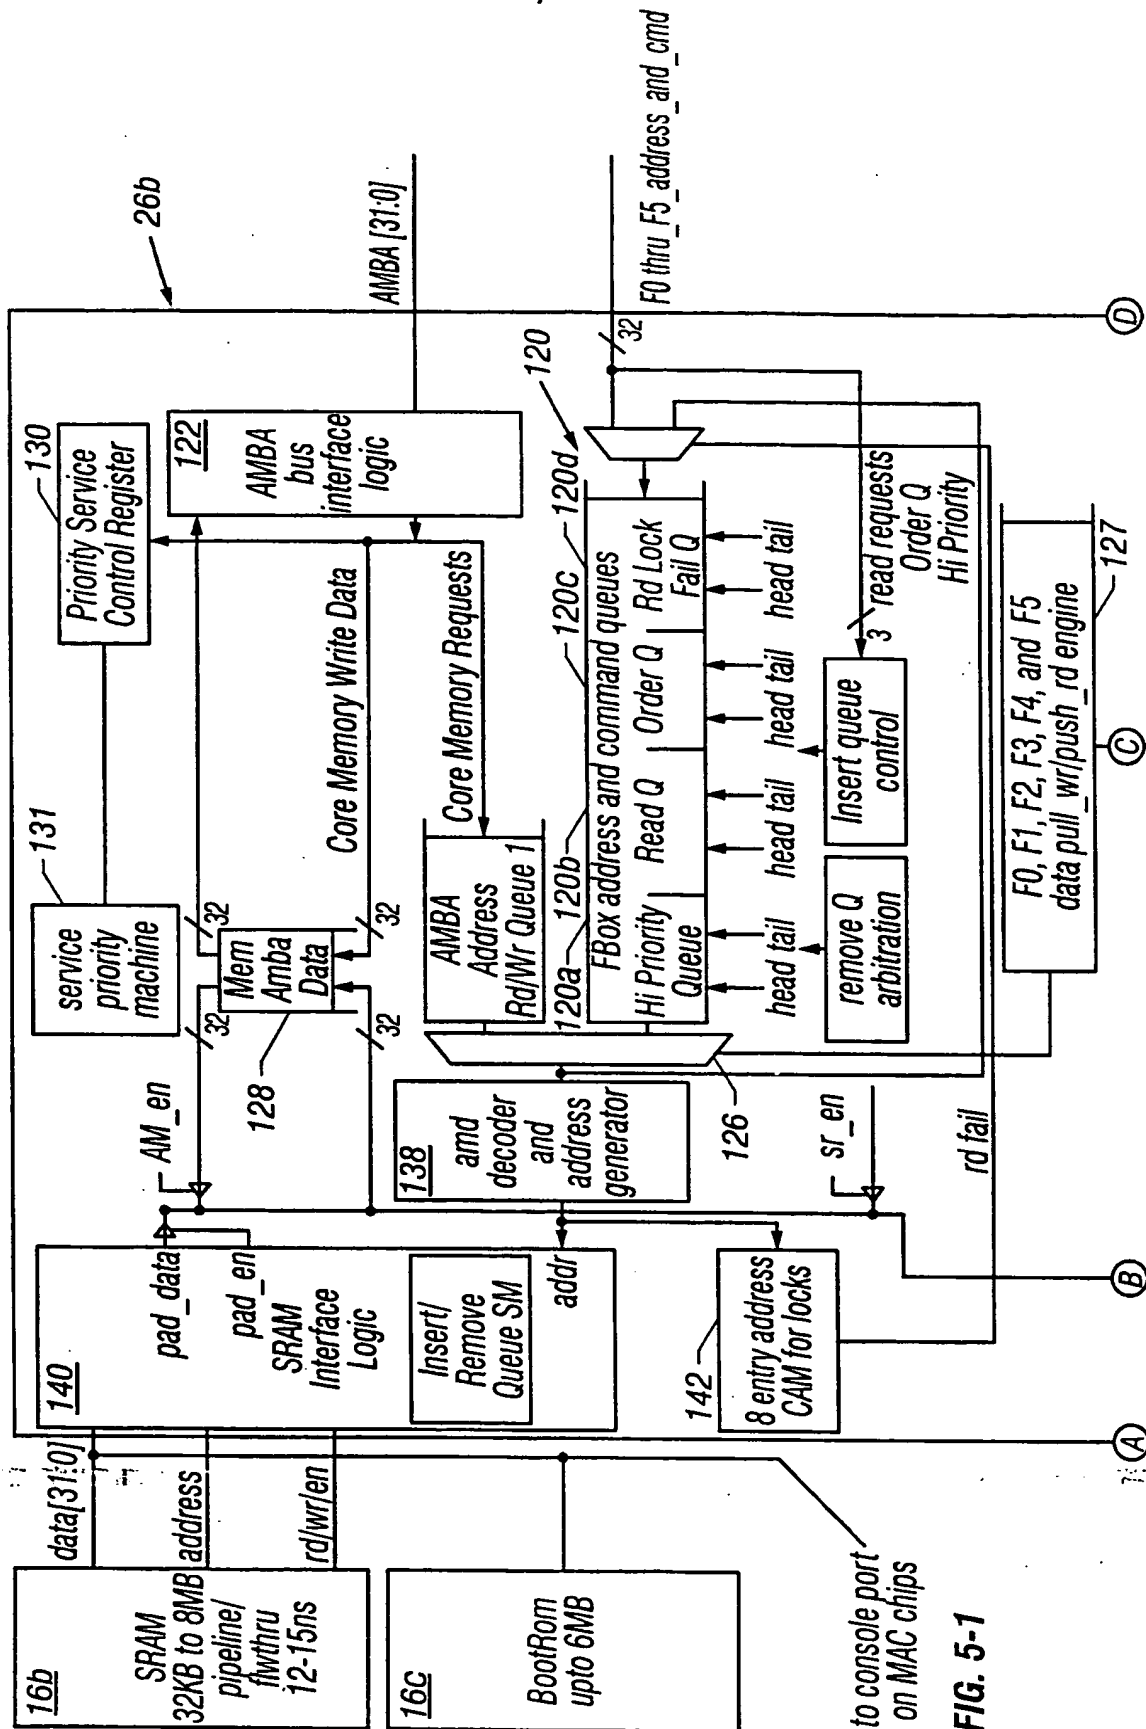 26b
16b
SRAM
32KB to 8MB
pipeline/
flwthru
12-15ns
data[31:0]
address
rd/wr/en
16c
BootRom
upto 6MB
to console port
on MAC chips
140
pad_data
pad_en
SRAM
Interface
Logic
Insert/
Remove
Queue SM
addr
AM_en
131
service
priority
machine
130
Priority Service
Control Register
32
32
Mem
Amba
Data
32
32
128
Core Memory Write Data
122
AMBA
bus
interface
logic
AMBA [31:0]
Core Memory Requests
AMBA
Address
Rd/Wr Queue 1
138
amd
decoder
and
address
generator
126
120a
120b
120c
120d
120
FBox address and command queues
Hi Priority
Queue
Read Q
Order Q
Rd Lock
Fail Q
head tail
head tail
head tail
head tail
32
F0 thru F5_address_and_cmd
remove Q
arbitration
Insert queue
control
3
read requests
Order Q
Hi Priority
142
8 entry address
CAM for locks
sr_en
rd fail
F0, F1, F2, F3, F4, and F5
data pull_wr/push_rd engine
127
A
B
C
D
FIG. 5-1